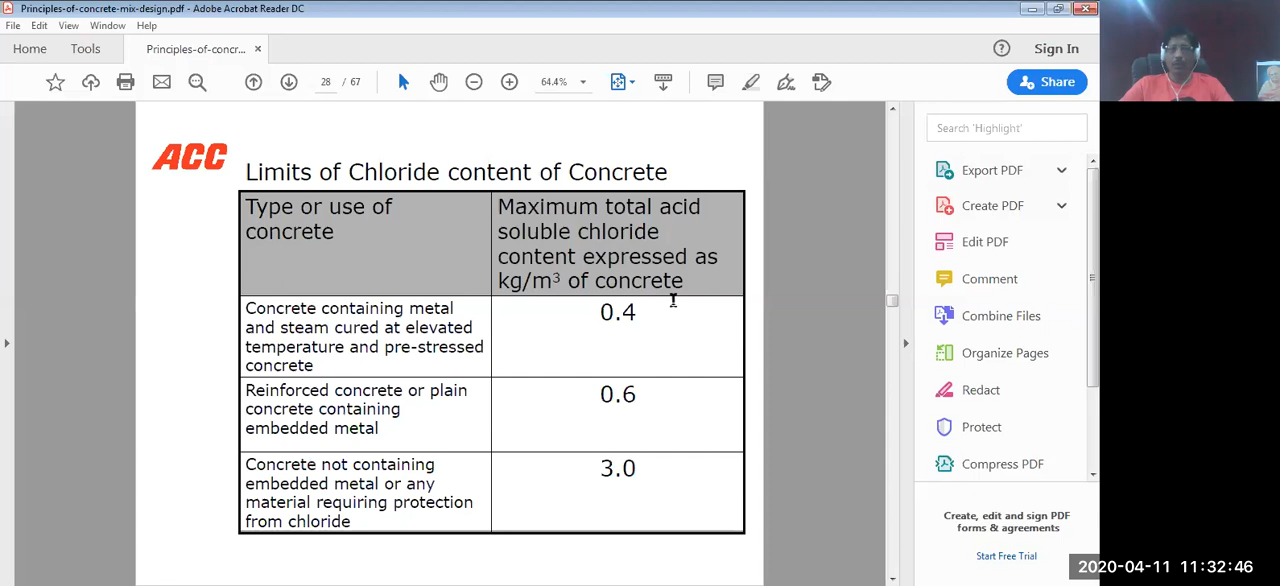 Principles-of-concrete-mix-design.pdf - Adobe Acrobat Reader DC
File Edit View Window Help
Home Tools Principles-of-concr... × Sign In
28 / 67 64.4% Share
ACC
Limits of Chloride content of Concrete
Type or use of
concrete
Maximum total acid
soluble chloride
content expressed as
kg/m³ of concrete
Concrete containing metal
and steam cured at elevated
temperature and pre-stressed
concrete
0.4
Reinforced concrete or plain
concrete containing
embedded metal
0.6
Concrete not containing
embedded metal or any
material requiring protection
from chloride
3.0
Search 'Highlight'
Export PDF
Create PDF
Edit PDF
Comment
Combine Files
Organize Pages
Redact
Protect
Compress PDF
Create, edit and sign PDF
forms & agreements
Start Free Trial
2020-04-11 11:32:46